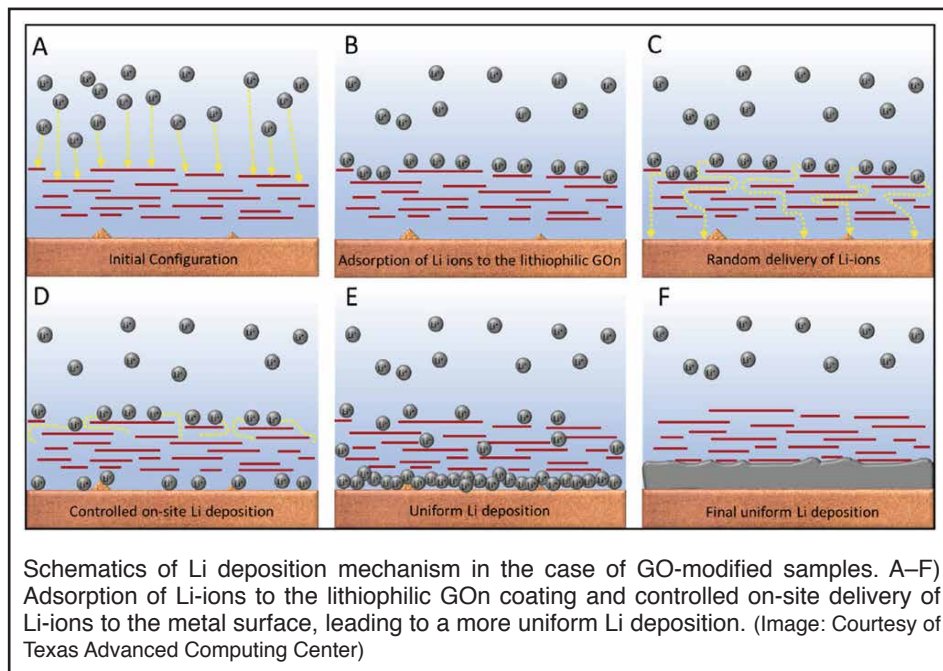 A
B
C
Initial Configuration
Adsorption of Li ions to the lithiophilic GOn
Random delivery of Li-ions
D
E
F
Controlled on-site Li deposition
Uniform Li deposition
Final uniform Li deposition
Schematics of Li deposition mechanism in the case of GO-modified samples. A–F)
Adsorption of Li-ions to the lithiophilic GOn coating and controlled on-site delivery of
Li-ions to the metal surface, leading to a more uniform Li deposition. (Image: Courtesy of
Texas Advanced Computing Center)